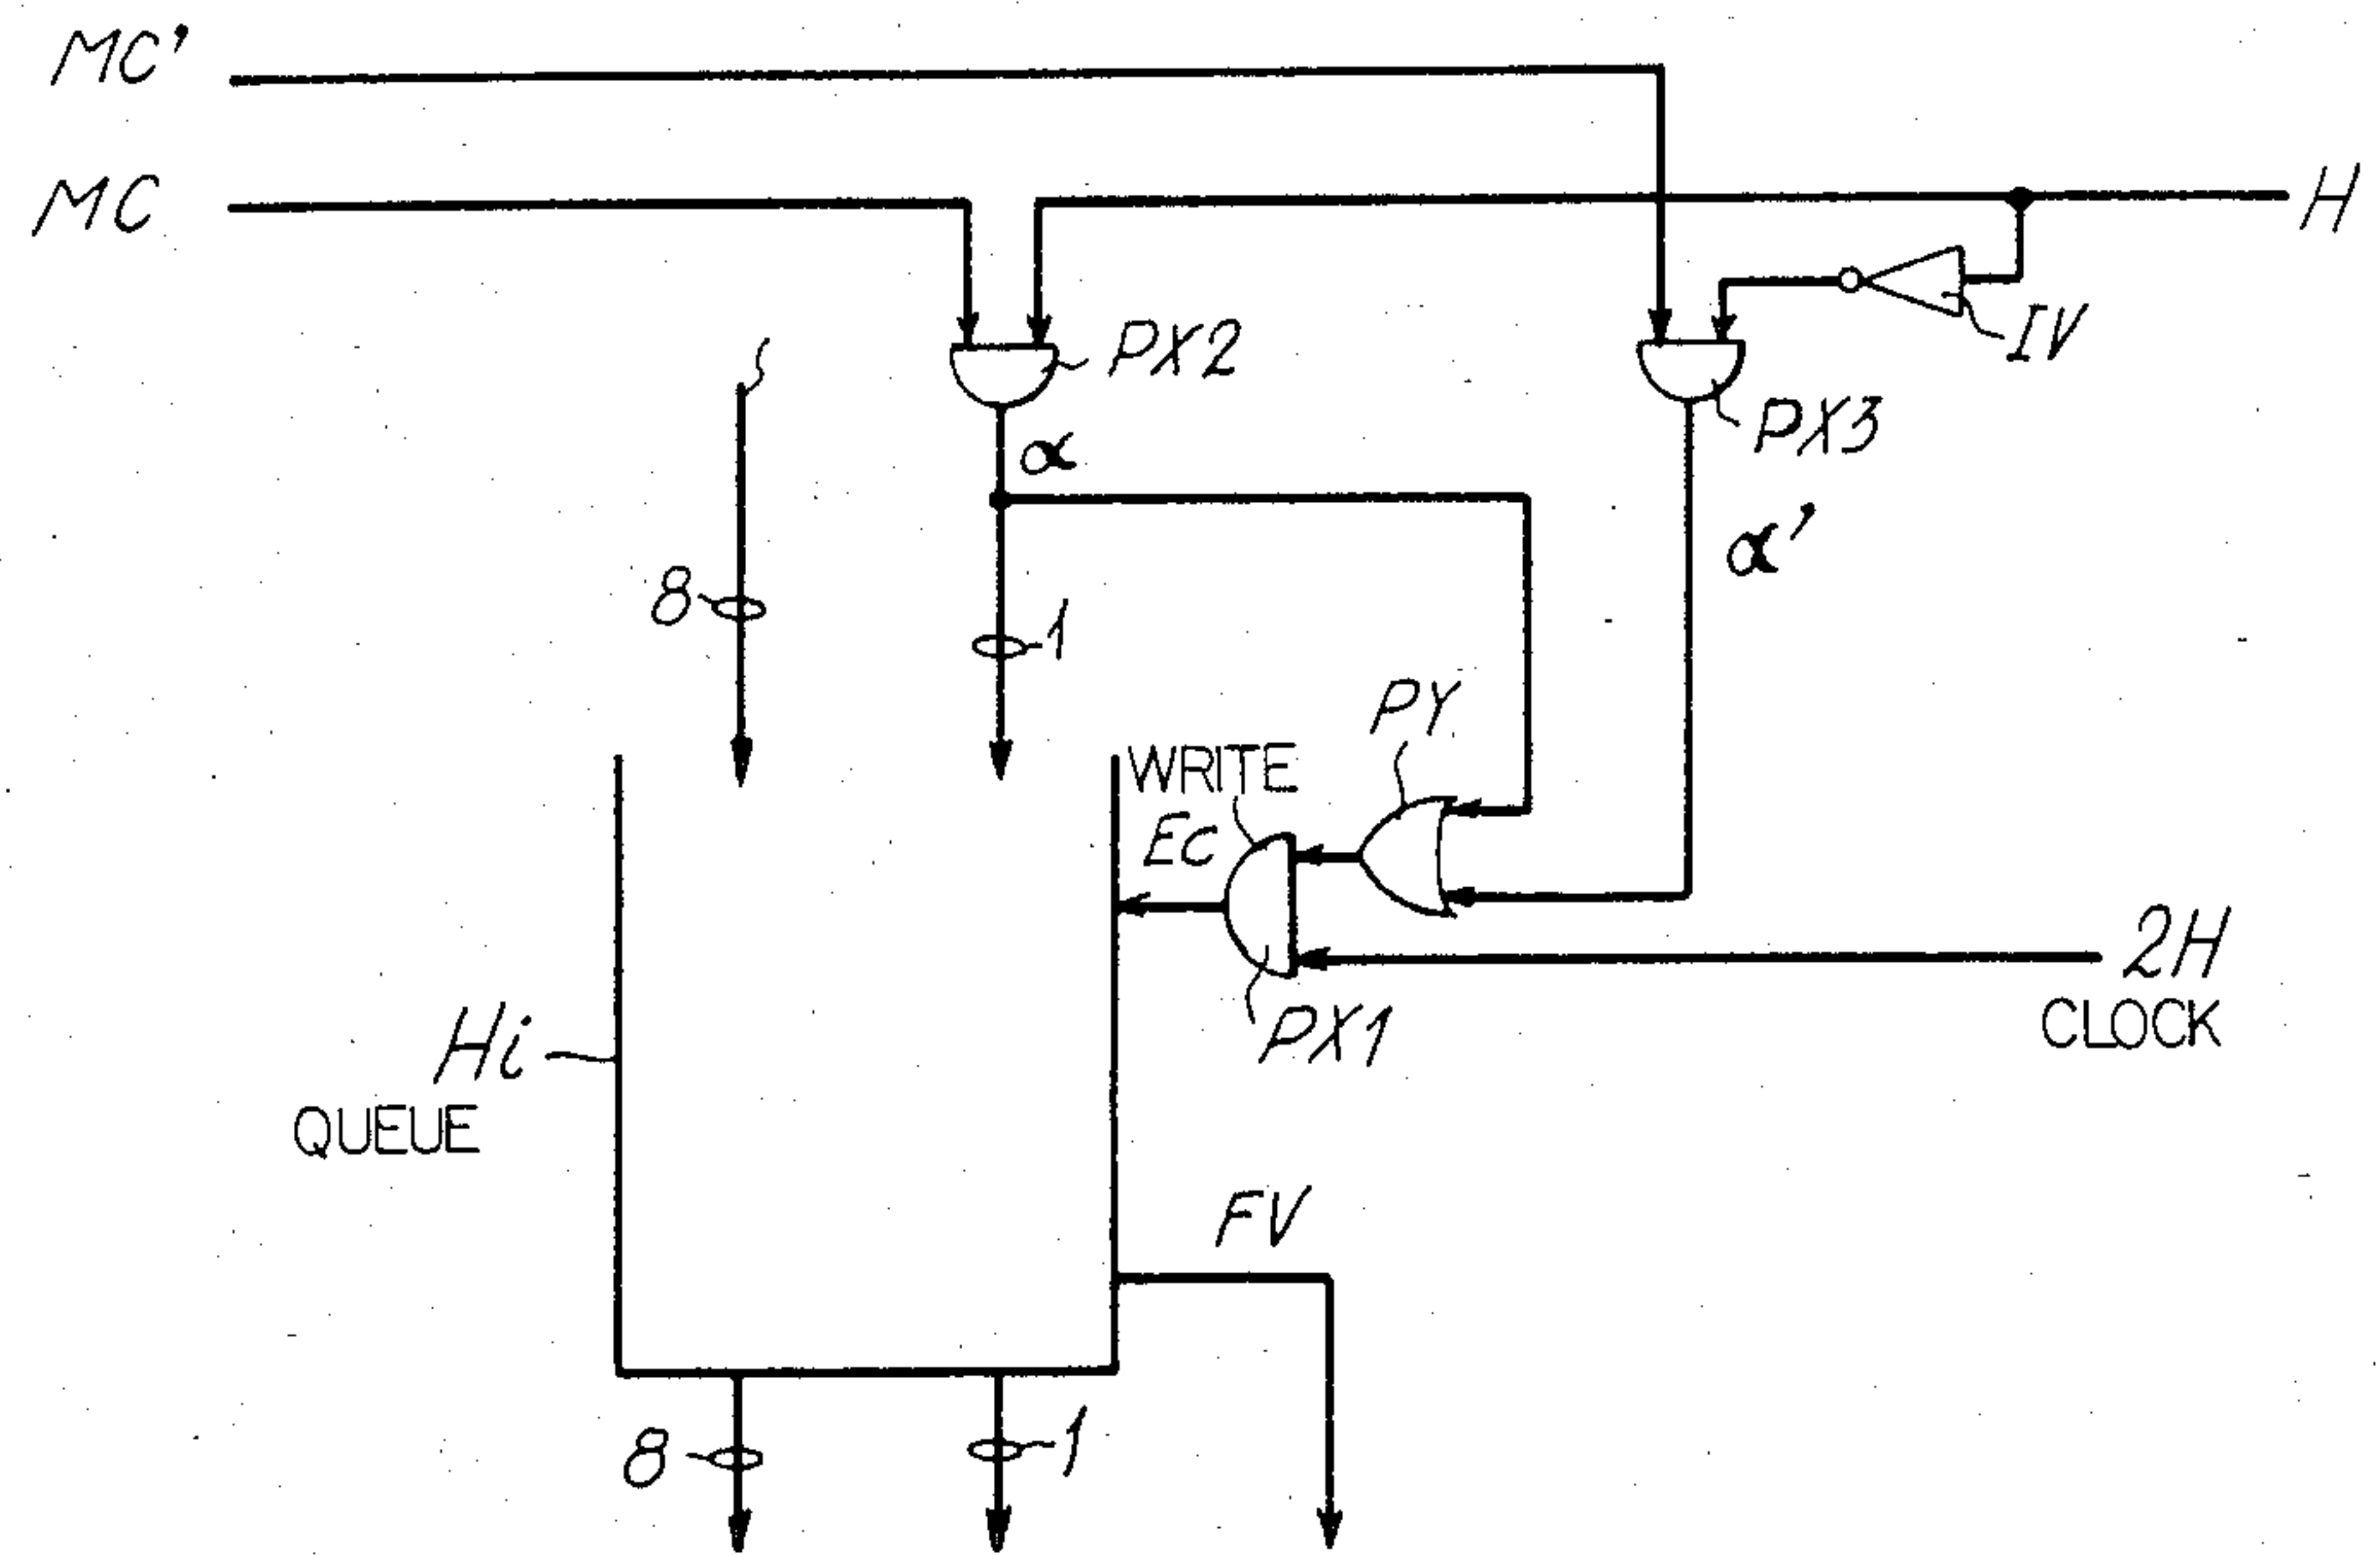 MC'
MC
H
IV
PX2
PX3
α
α'
8
1
PY
WRITE
Ec
2H
CLOCK
PX1
Hi
QUEUE
FV
8
1